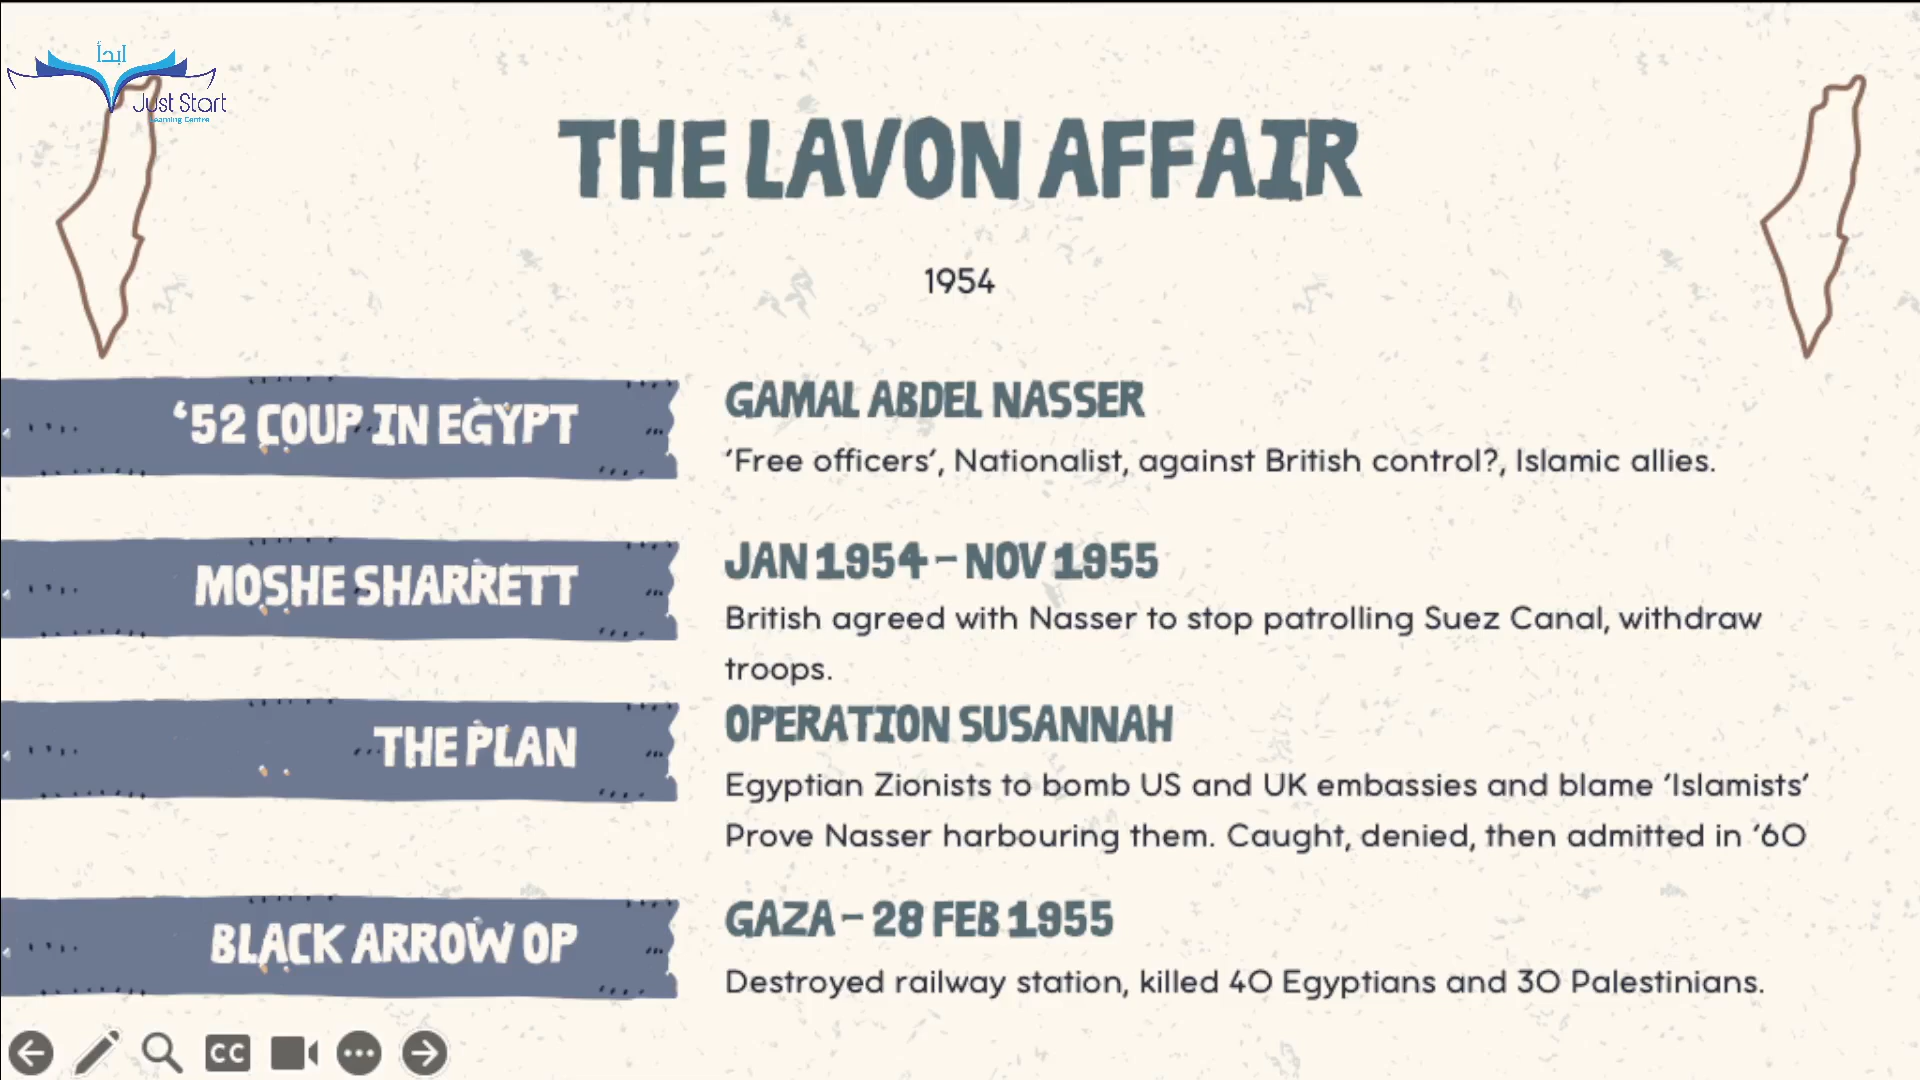 ابدأ
Just Start
Learning Centre
THE LAVON AFFAIR
1954
‘52 COUP IN EGYPT
GAMAL ABDEL NASSER
‘Free officers’, Nationalist, against British control?, Islamic allies.
MOSHE SHARRETT
JAN 1954 – NOV 1955
British agreed with Nasser to stop patrolling Suez Canal, withdraw
troops.
THE PLAN
OPERATION SUSANNAH
Egyptian Zionists to bomb US and UK embassies and blame ‘Islamists’
Prove Nasser harbouring them. Caught, denied, then admitted in ‘60
BLACK ARROW OP
GAZA – 28 FEB 1955
Destroyed railway station, killed 40 Egyptians and 30 Palestinians.
CC